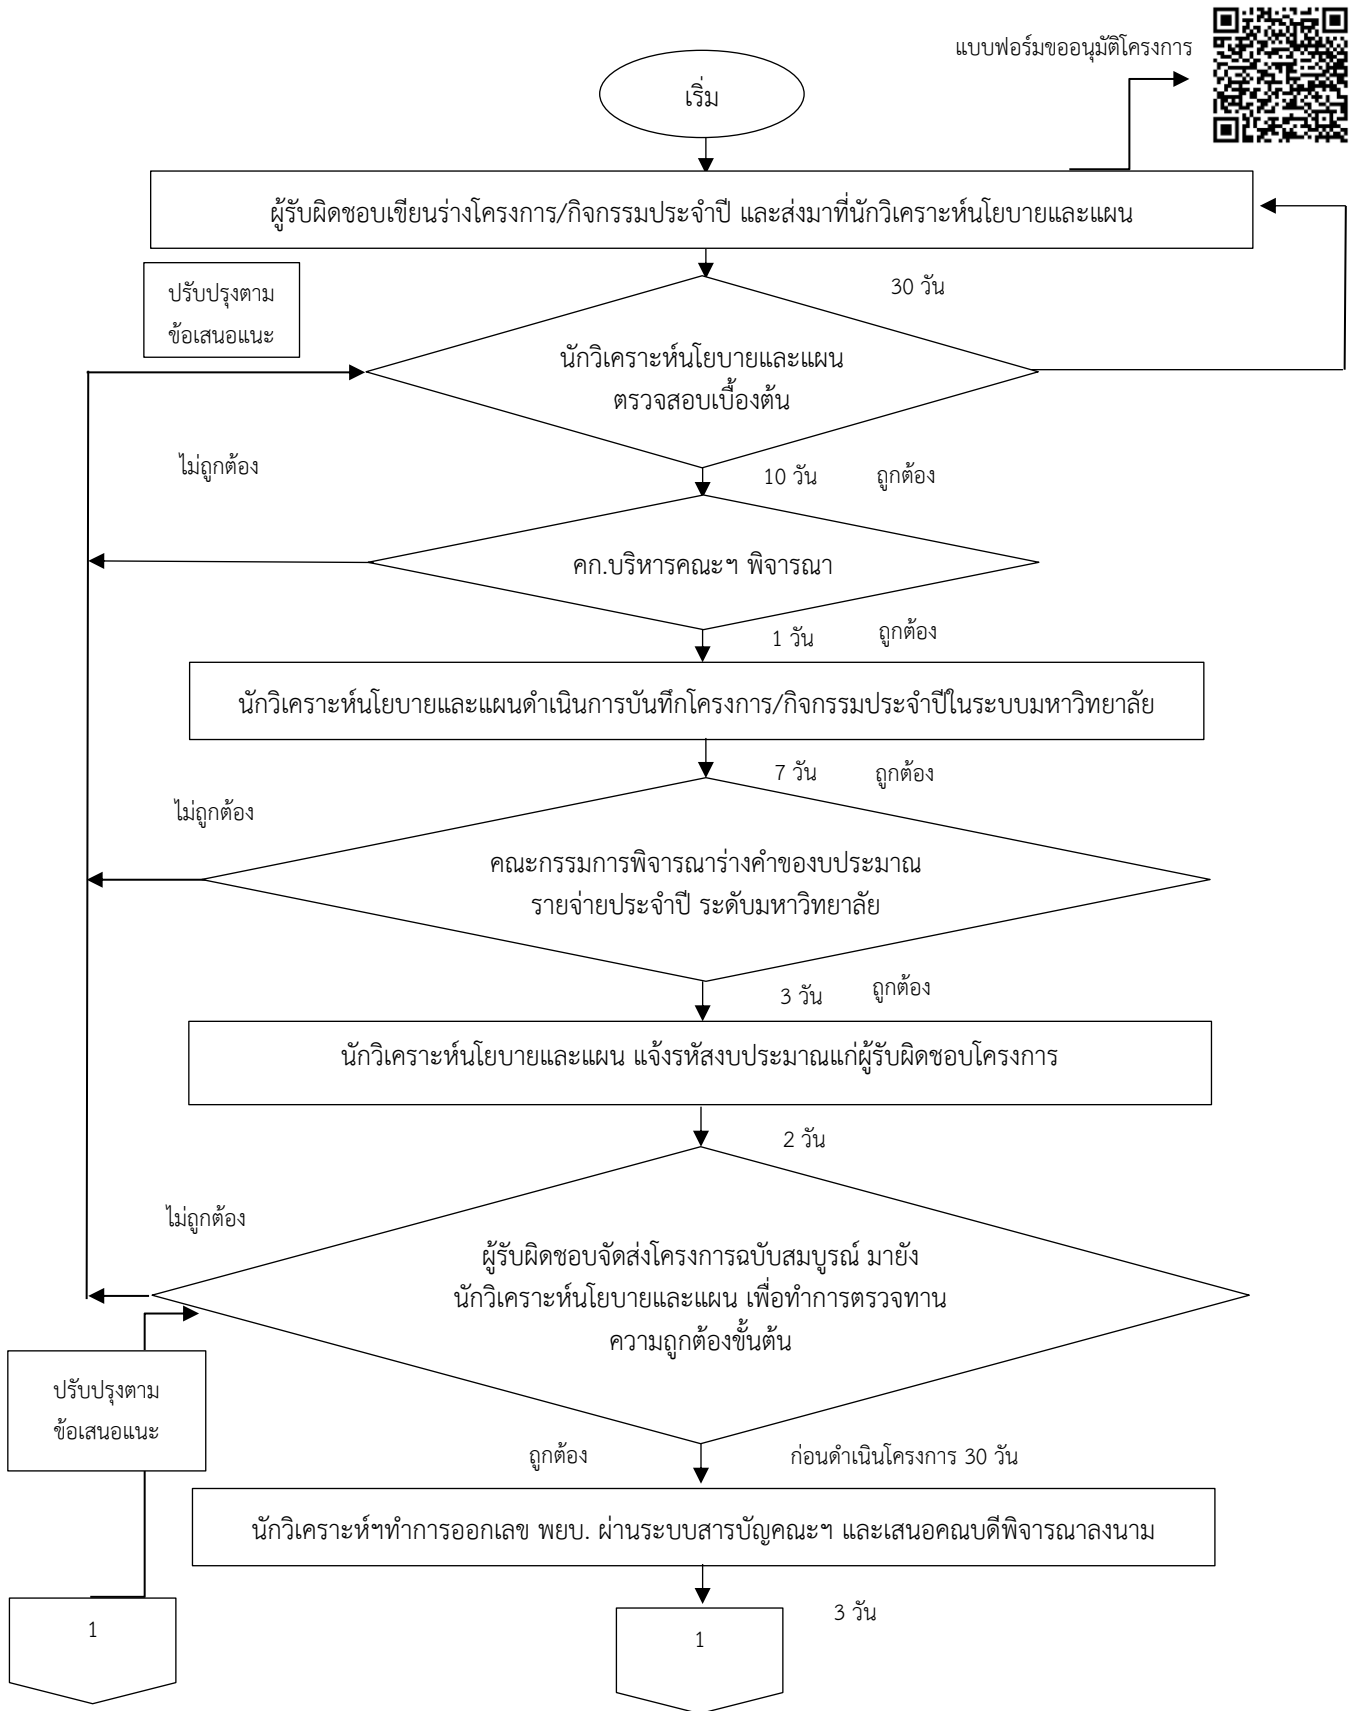 แบบฟอร์มขออนุมัติโครงการ
เริ่ม
ผู้รับผิดชอบเขียนร่างโครงการ/กิจกรรมประจำปี และส่งมาที่นักวิเคราะห์นโยบายและแผน
30 วัน
ปรับปรุงตาม
ข้อเสนอแนะ
นักวิเคราะห์นโยบายและแผน
ตรวจสอบเบื้องต้น
ไม่ถูกต้อง
10 วัน ถูกต้อง
คก.บริหารคณะฯ พิจารณา
1 วัน ถูกต้อง
นักวิเคราะห์นโยบายและแผนดำเนินการบันทึกโครงการ/กิจกรรมประจำปีในระบบมหาวิทยาลัย
7 วัน ถูกต้อง
ไม่ถูกต้อง
คณะกรรมการพิจารณาร่างคำของบประมาณ
รายจ่ายประจำปี ระดับมหาวิทยาลัย
3 วัน ถูกต้อง
นักวิเคราะห์นโยบายและแผน แจ้งรหัสงบประมาณแก่ผู้รับผิดชอบโครงการ
2 วัน
ไม่ถูกต้อง
ผู้รับผิดชอบจัดส่งโครงการฉบับสมบูรณ์ มายัง
นักวิเคราะห์นโยบายและแผน เพื่อทำการตรวจทาน
ความถูกต้องขั้นต้น
ปรับปรุงตาม
ข้อเสนอแนะ
ถูกต้อง ก่อนดำเนินโครงการ 30 วัน
นักวิเคราะห์ฯทำการออกเลข พยบ. ผ่านระบบสารบัญคณะฯ และเสนอคณบดีพิจารณาลงนาม
3 วัน
1
1